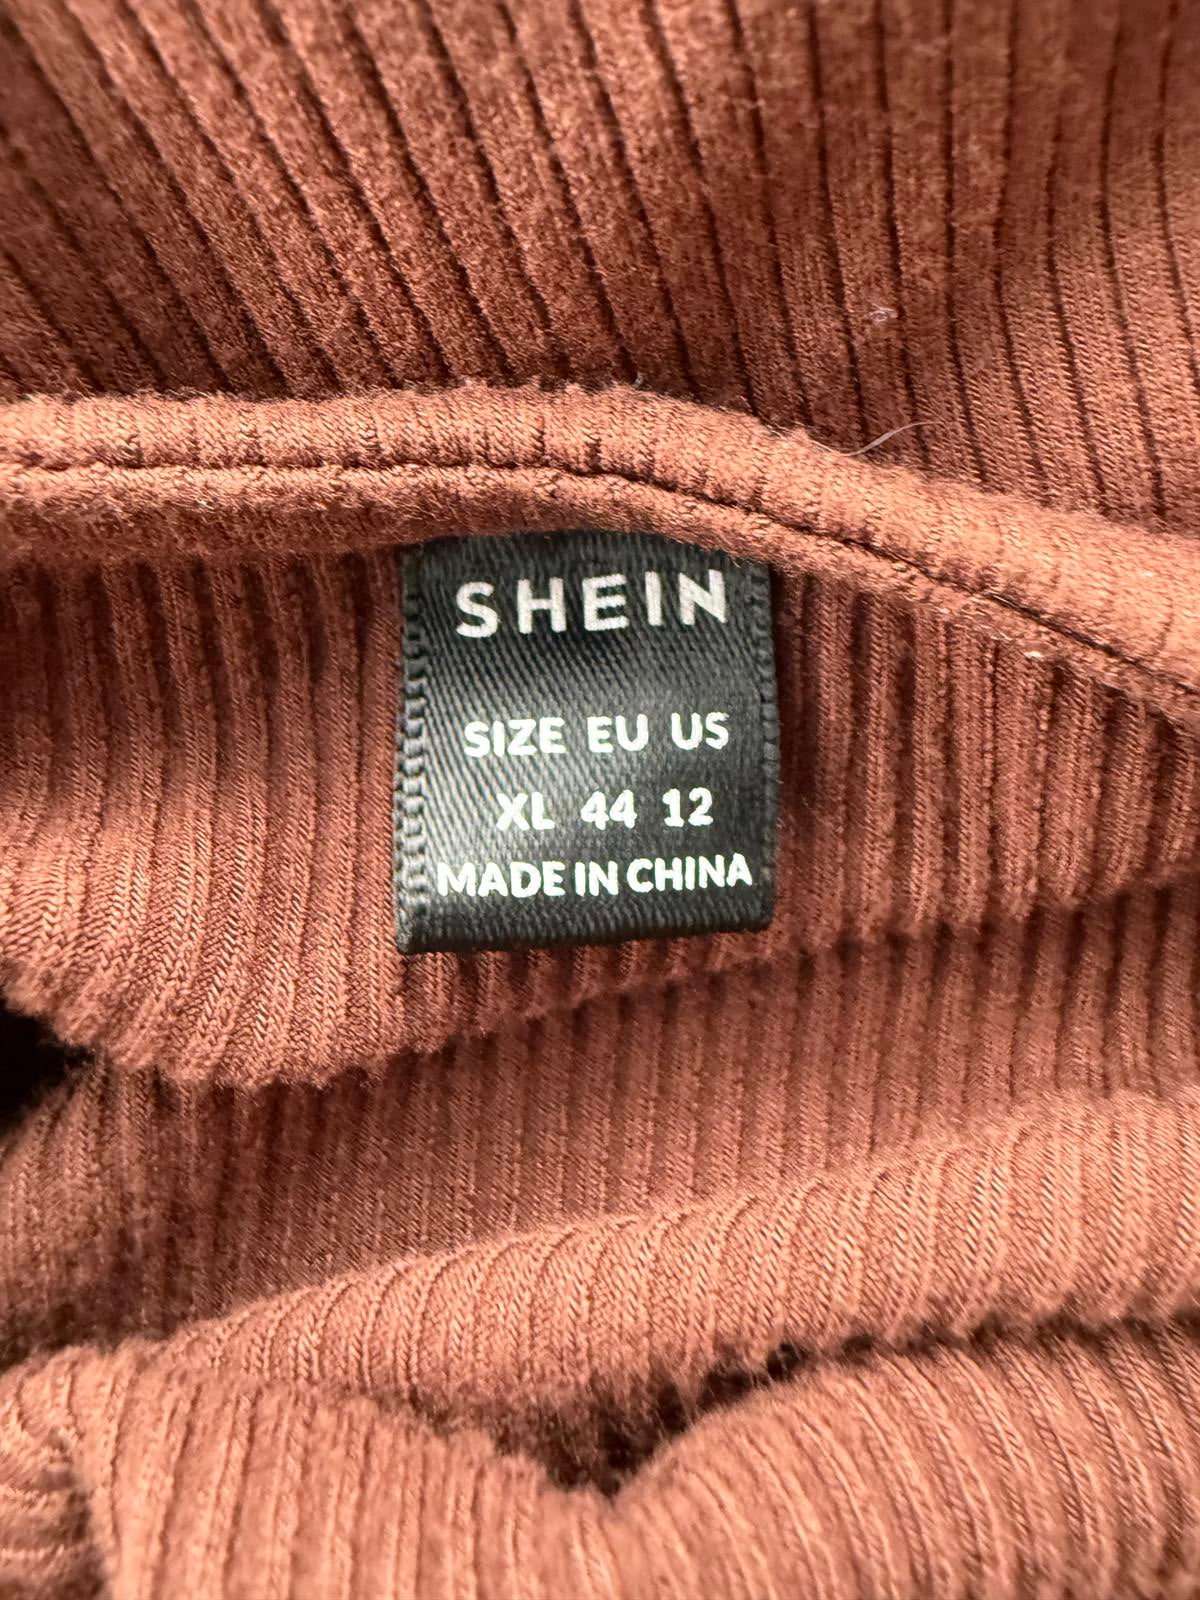 SHEIN
SIZE EU US
XL 44 12
MADE IN CHINA